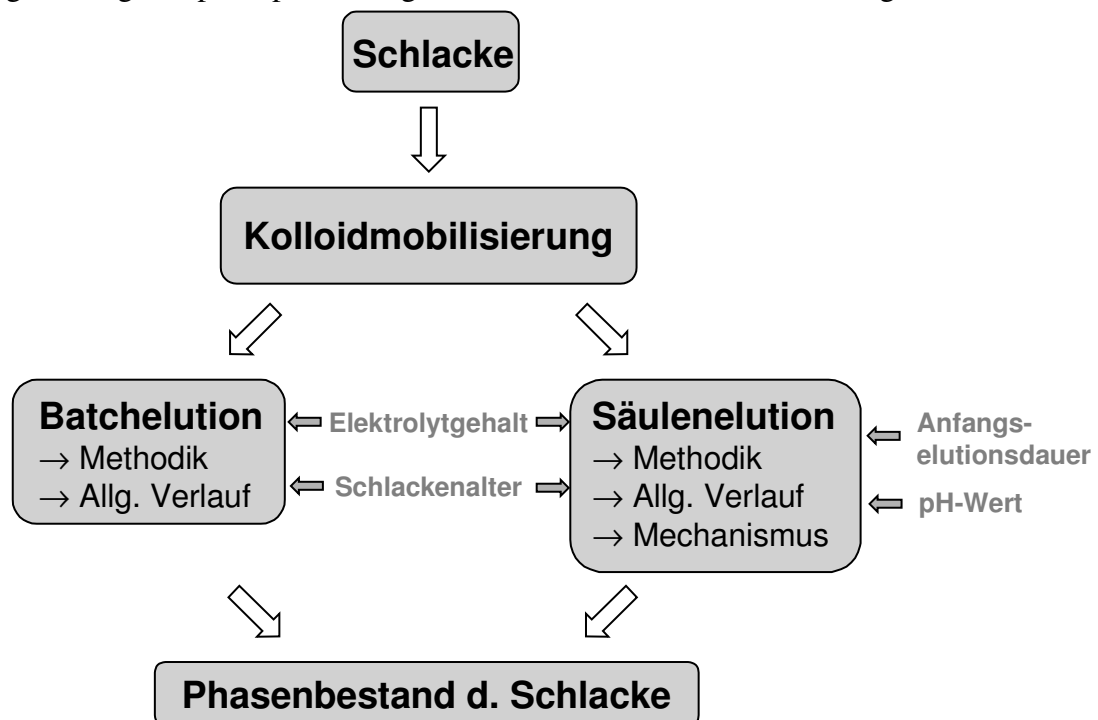 Schlacke
Kolloidmobilisierung
Batchelution
→ Methodik
→ Allg. Verlauf
Elektrolytgehalt
Schlackenalter
Säulenelution
→ Methodik
→ Allg. Verlauf
→ Mechanismus
Anfangs-
elutionsdauer
pH-Wert
Phasenbestand d. Schlacke